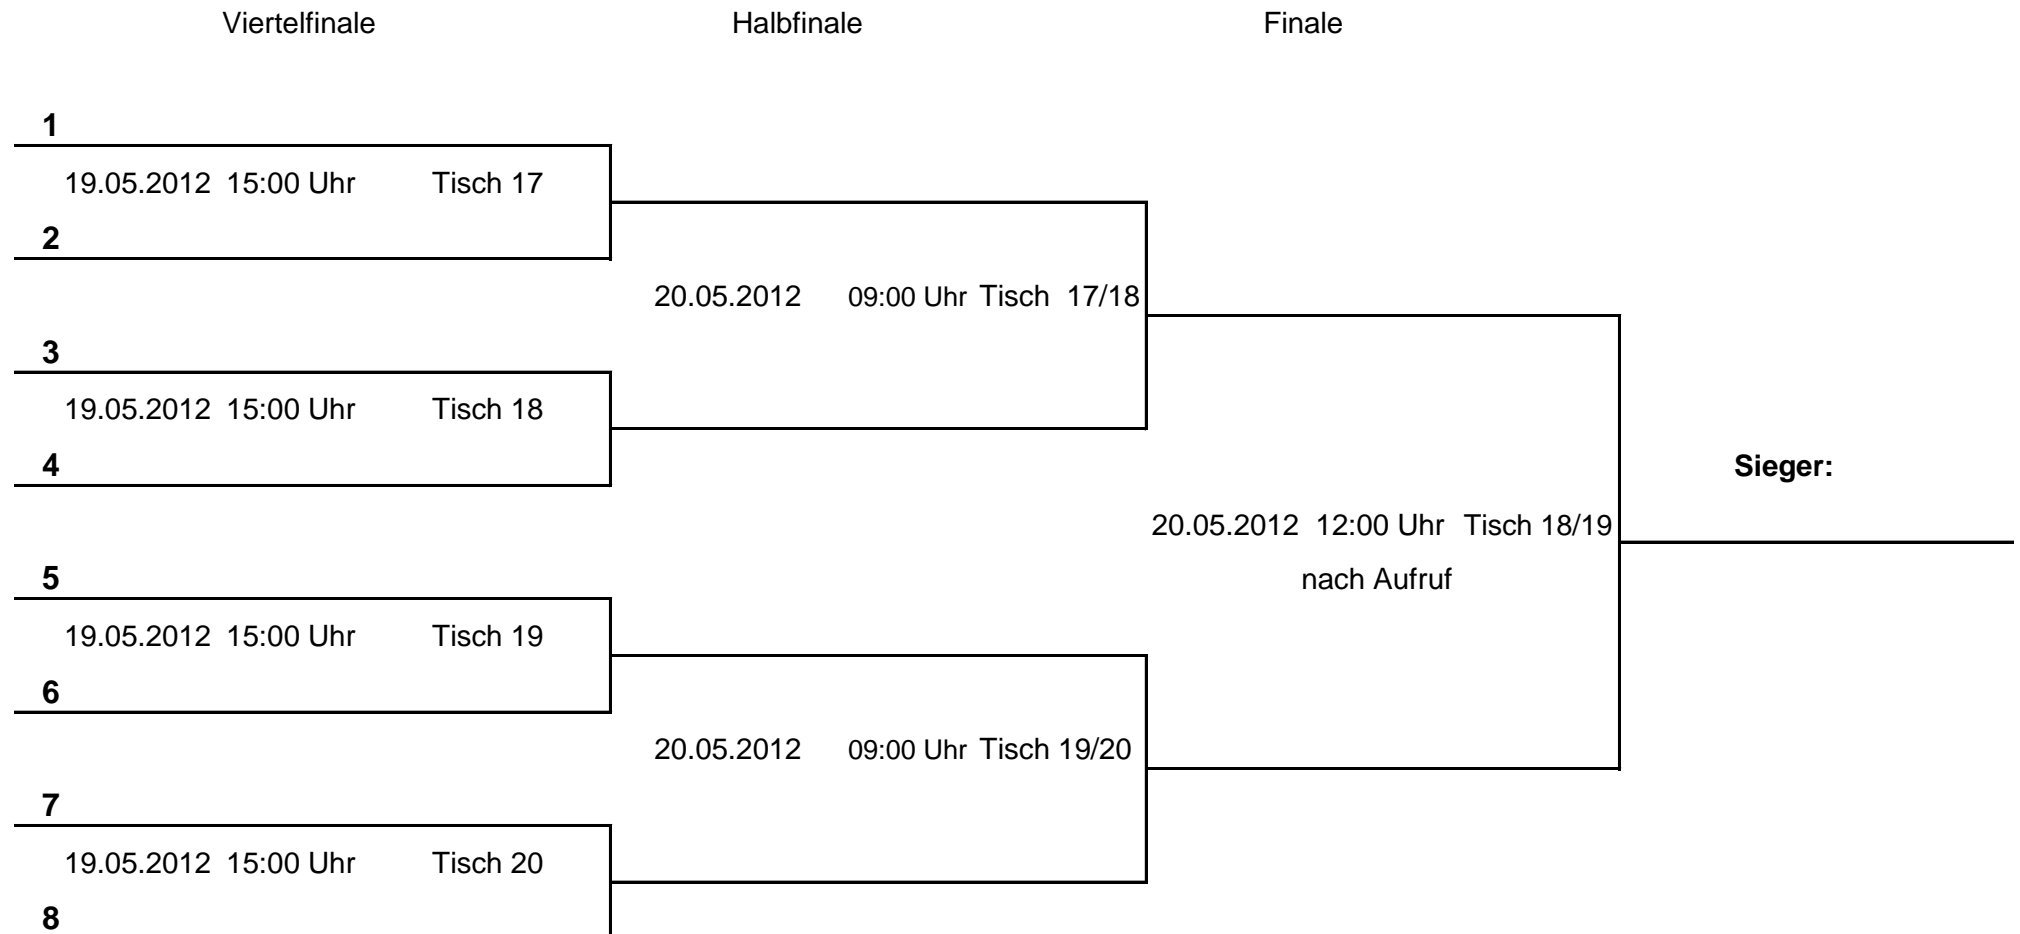 Viertelfinale Halbfinale Finale
1
19.05.2012 15:00 Uhr Tisch 17
2
20.05.2012 09:00 Uhr Tisch 17/18
3
19.05.2012 15:00 Uhr Tisch 18
4 Sieger:
20.05.2012 12:00 Uhr Tisch 18/19
5 nach Aufruf
19.05.2012 15:00 Uhr Tisch 19
6
20.05.2012 09:00 Uhr Tisch 19/20
7
19.05.2012 15:00 Uhr Tisch 20
8